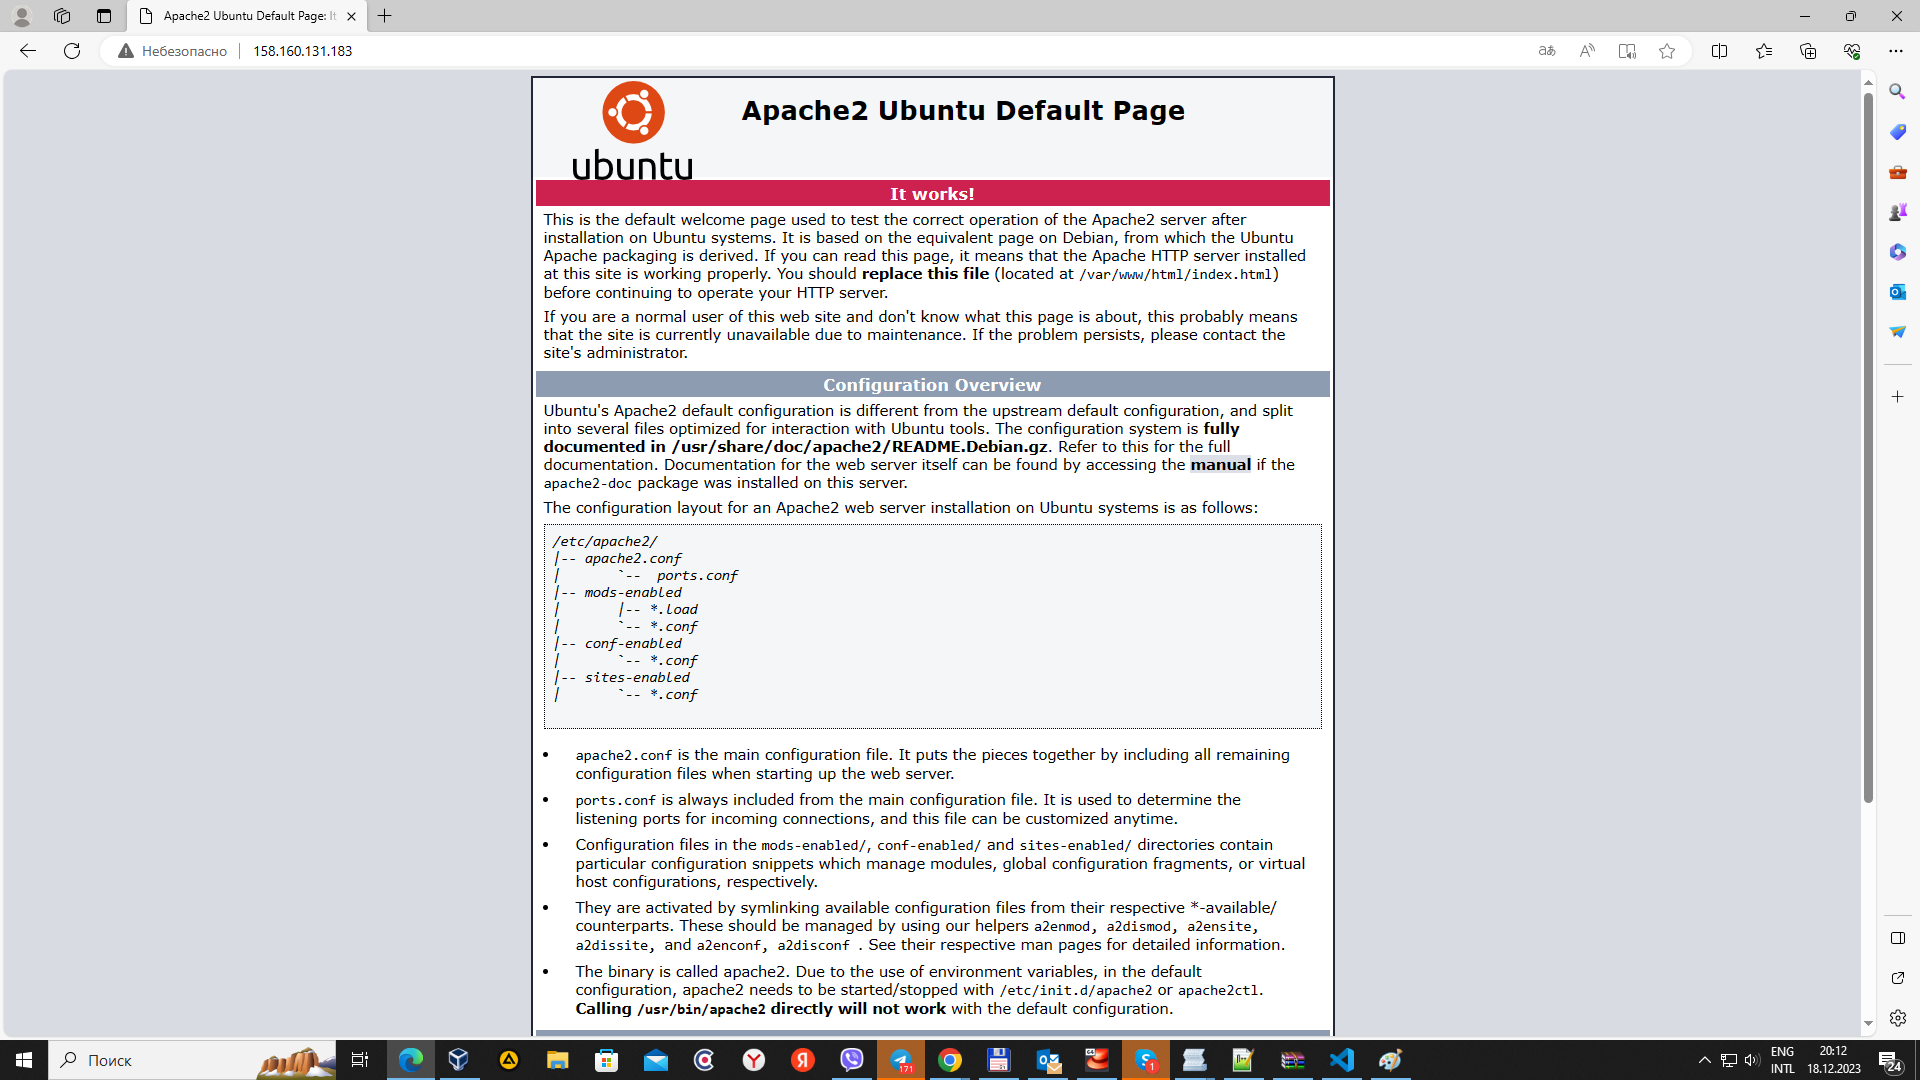 Apache2 Ubuntu Default Page: It
Небезопасно
158.160.131.183
ubuntu
Apache2 Ubuntu Default Page
It works!
This is the default welcome page used to test the correct operation of the Apache2 server after
installation on Ubuntu systems. It is based on the equivalent page on Debian, from which the Ubuntu
Apache packaging is derived. If you can read this page, it means that the Apache HTTP server installed
at this site is working properly. You should replace this file (located at /var/www/html/index.html)
before continuing to operate your HTTP server.
If you are a normal user of this web site and don't know what this page is about, this probably means
that the site is currently unavailable due to maintenance. If the problem persists, please contact the
site's administrator.
Configuration Overview
Ubuntu's Apache2 default configuration is different from the upstream default configuration, and split
into several files optimized for interaction with Ubuntu tools. The configuration system is fully
documented in /usr/share/doc/apache2/README.Debian.gz. Refer to this for the full
documentation. Documentation for the web server itself can be found by accessing the manual if the
apache2-doc package was installed on this server.
The configuration layout for an Apache2 web server installation on Ubuntu systems is as follows:
/etc/apache2/
|-- apache2.conf
|       `--  ports.conf
|-- mods-enabled
|       |-- *.load
|       `-- *.conf
|-- conf-enabled
|       `-- *.conf
|-- sites-enabled
|       `-- *.conf
• apache2.conf is the main configuration file. It puts the pieces together by including all remaining
configuration files when starting up the web server.
• ports.conf is always included from the main configuration file. It is used to determine the
listening ports for incoming connections, and this file can be customized anytime.
• Configuration files in the mods-enabled/, conf-enabled/ and sites-enabled/ directories contain
particular configuration snippets which manage modules, global configuration fragments, or virtual
host configurations, respectively.
• They are activated by symlinking available configuration files from their respective *-available/
counterparts. These should be managed by using our helpers a2enmod, a2dismod, a2ensite,
a2dissite, and a2enconf, a2disconf . See their respective man pages for detailed information.
• The binary is called apache2. Due to the use of environment variables, in the default
configuration, apache2 needs to be started/stopped with /etc/init.d/apache2 or apache2ctl.
Calling /usr/bin/apache2 directly will not work with the default configuration.
Поиск
171
1
ENG
INTL
20:12
18.12.2023
24